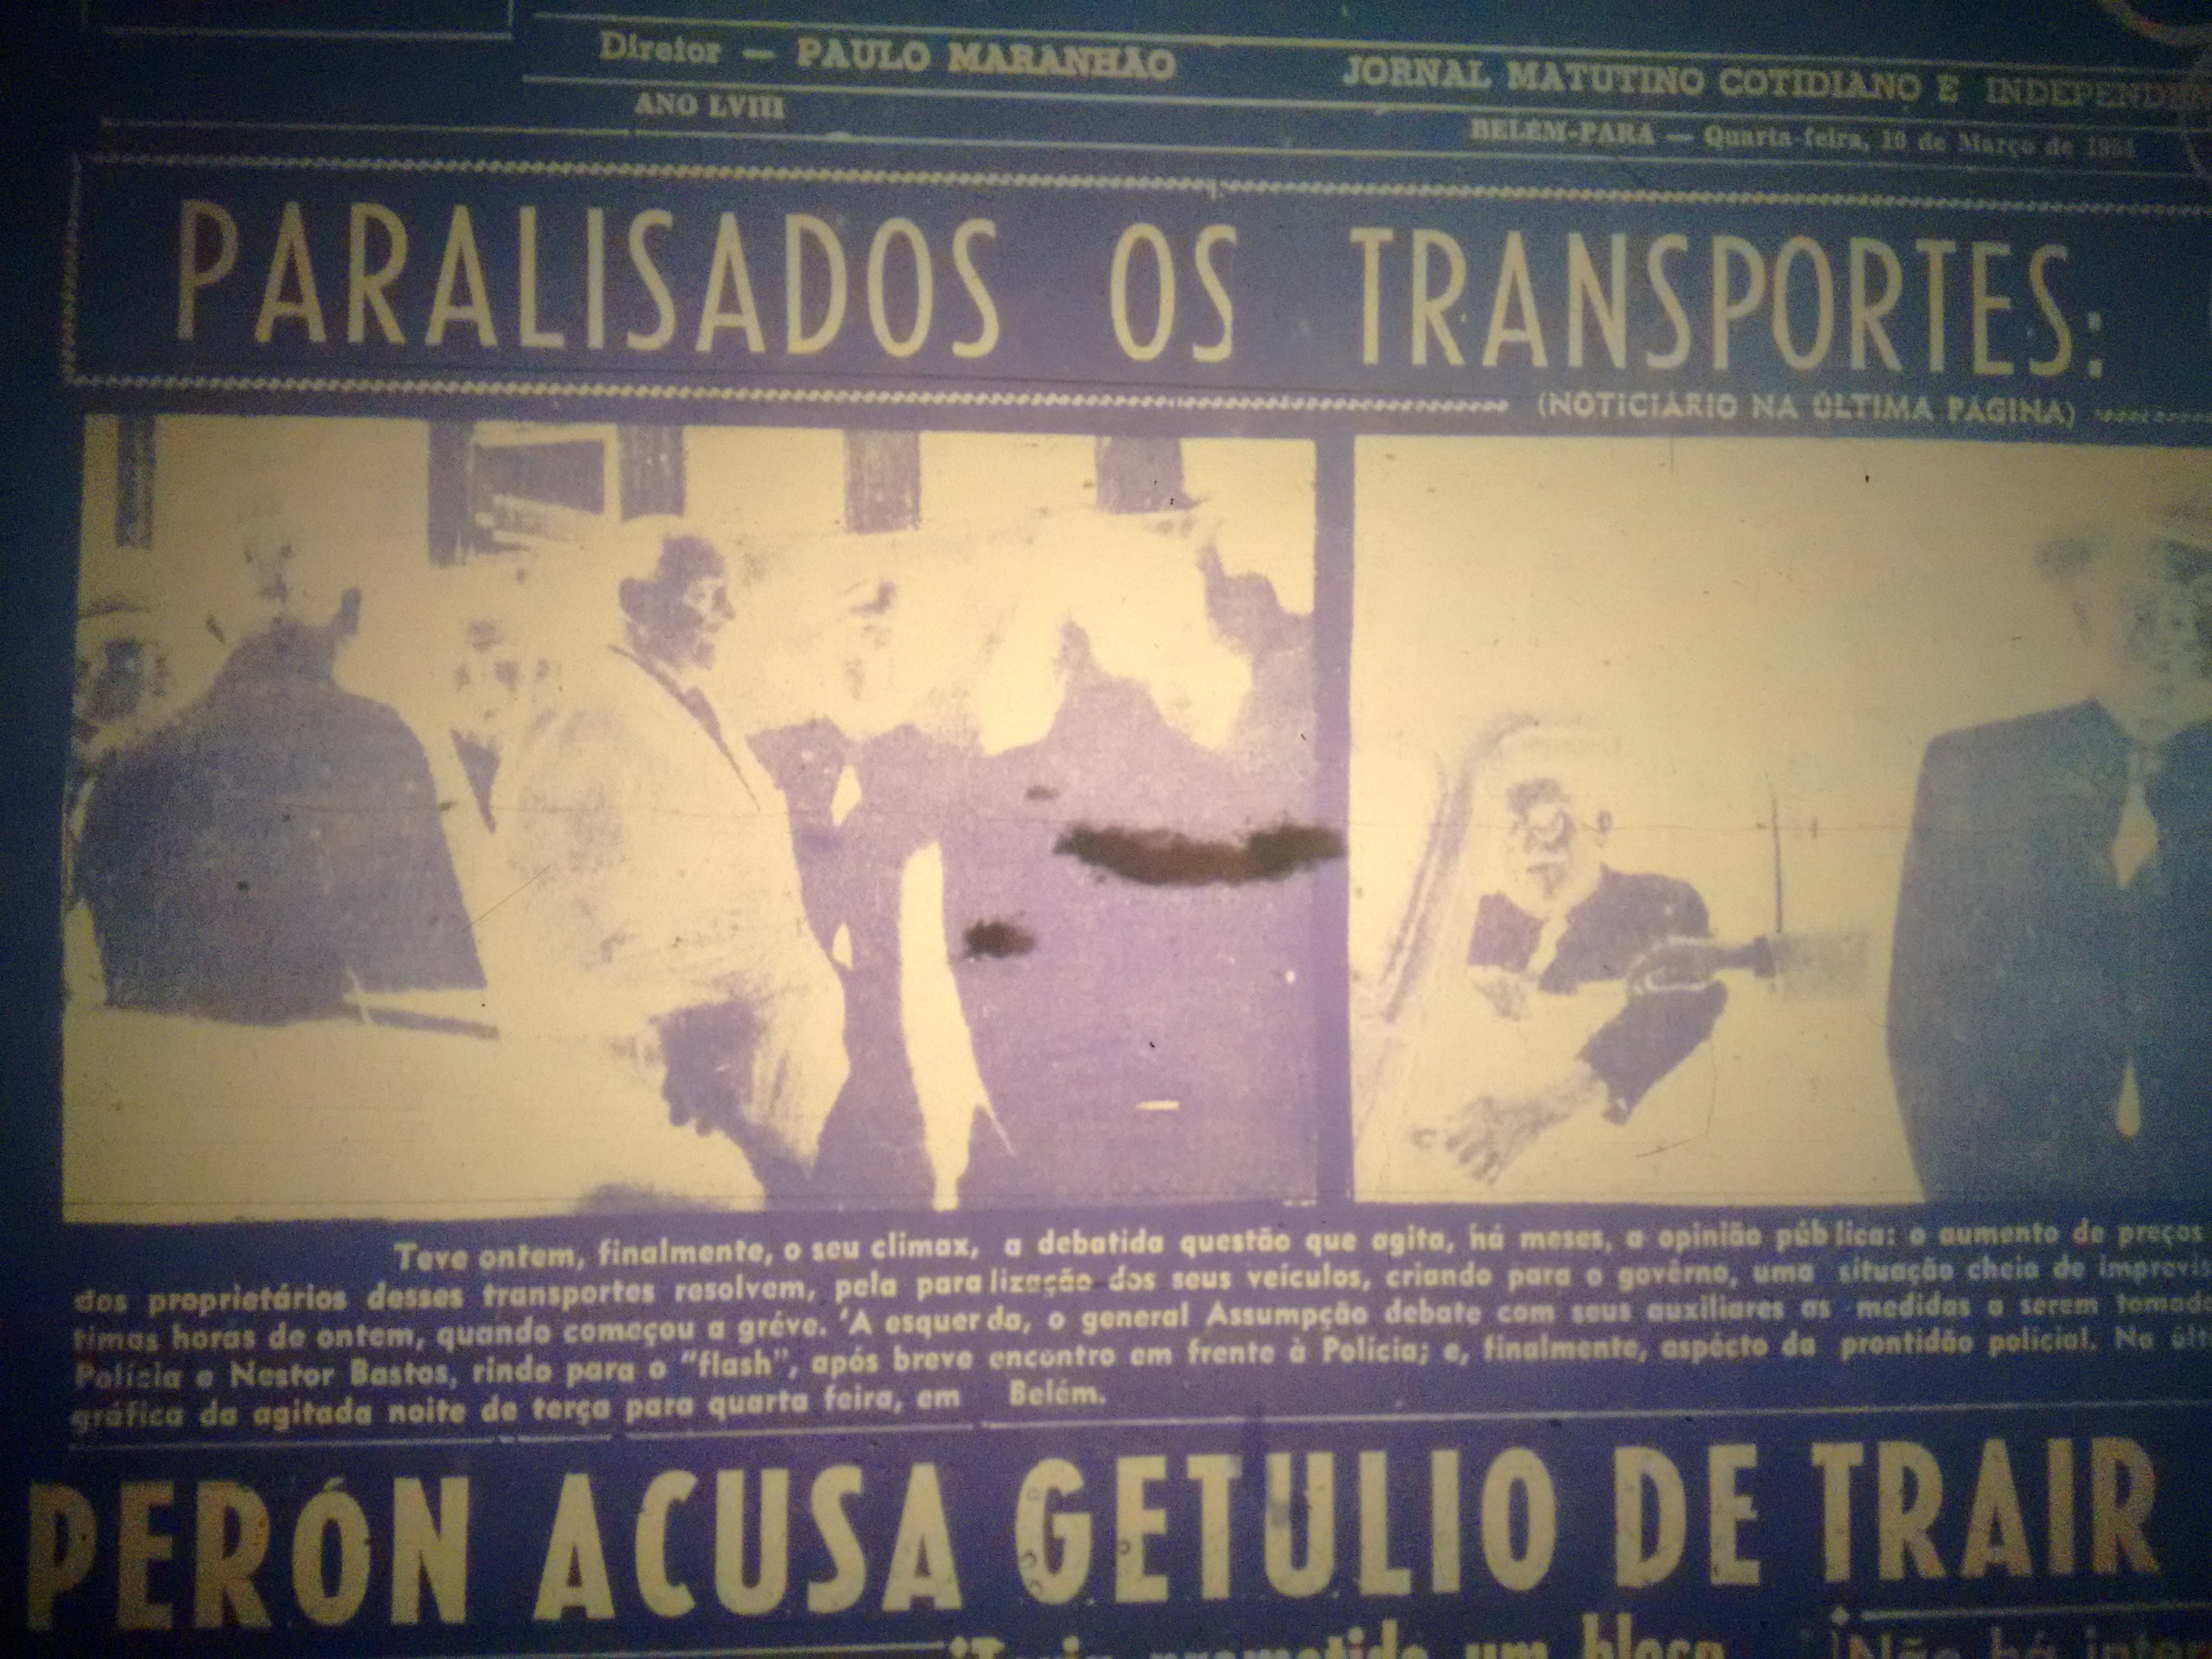 Diretor — PAULO MARANHÃO
JORNAL MATUTINO COTIDIANO E
ANO LVIII
BELÉM-PARÁ — Quarta-feira, 10 de Março de
PARALISADOS OS TRANSPORTES:
(NOTICIÁRIO NA ÚLTIMA PÁGINA)
Teve ontem, finalmente, o seu climax, a debatida questão que agita, há meses, a opinião pública: o aumento de preços
dos proprietários desses transportes resolvem, pela paralização dos seus veículos, criando para o govêrno, uma situação cheia de
timas horas de ontem, quando começou a gréve. 'A esquerda, o general Assumpção debate com seus auxiliares as medidas a serem
Polícia e Nestor Bastos, rindo para o "flash", após breve encontro em frente à Polícia; e, finalmente, aspécto da prontidão policial. Na
gráfica da agitada noite de terça para quarta feira, em Belém.
PERÓN ACUSA GETULIO DE TRAIR
prometido um bloco
Não há